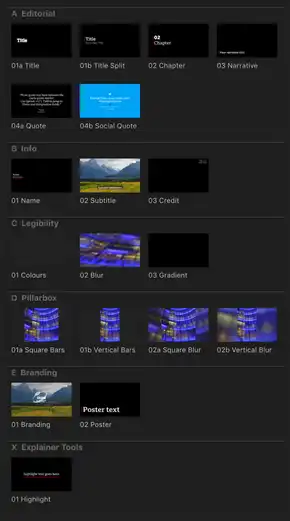 A Editorial
Title
Title
02
Chapter
01a Title
01b Title Split
02 Chapter
03 Narrative
04a Quote
04b Social Quote
B Info
01 Name
02 Subtitle
03 Credit
C Legibility
01 Colours
02 Blur
03 Gradient
D Pillarbox
01a Square Bars
01b Vertical Bars
02a Square Blur
02b Vertical Blur
E Branding
Poster text
01 Branding
02 Poster
X Explainer Tools
Highlight text goes here
01 Highlight